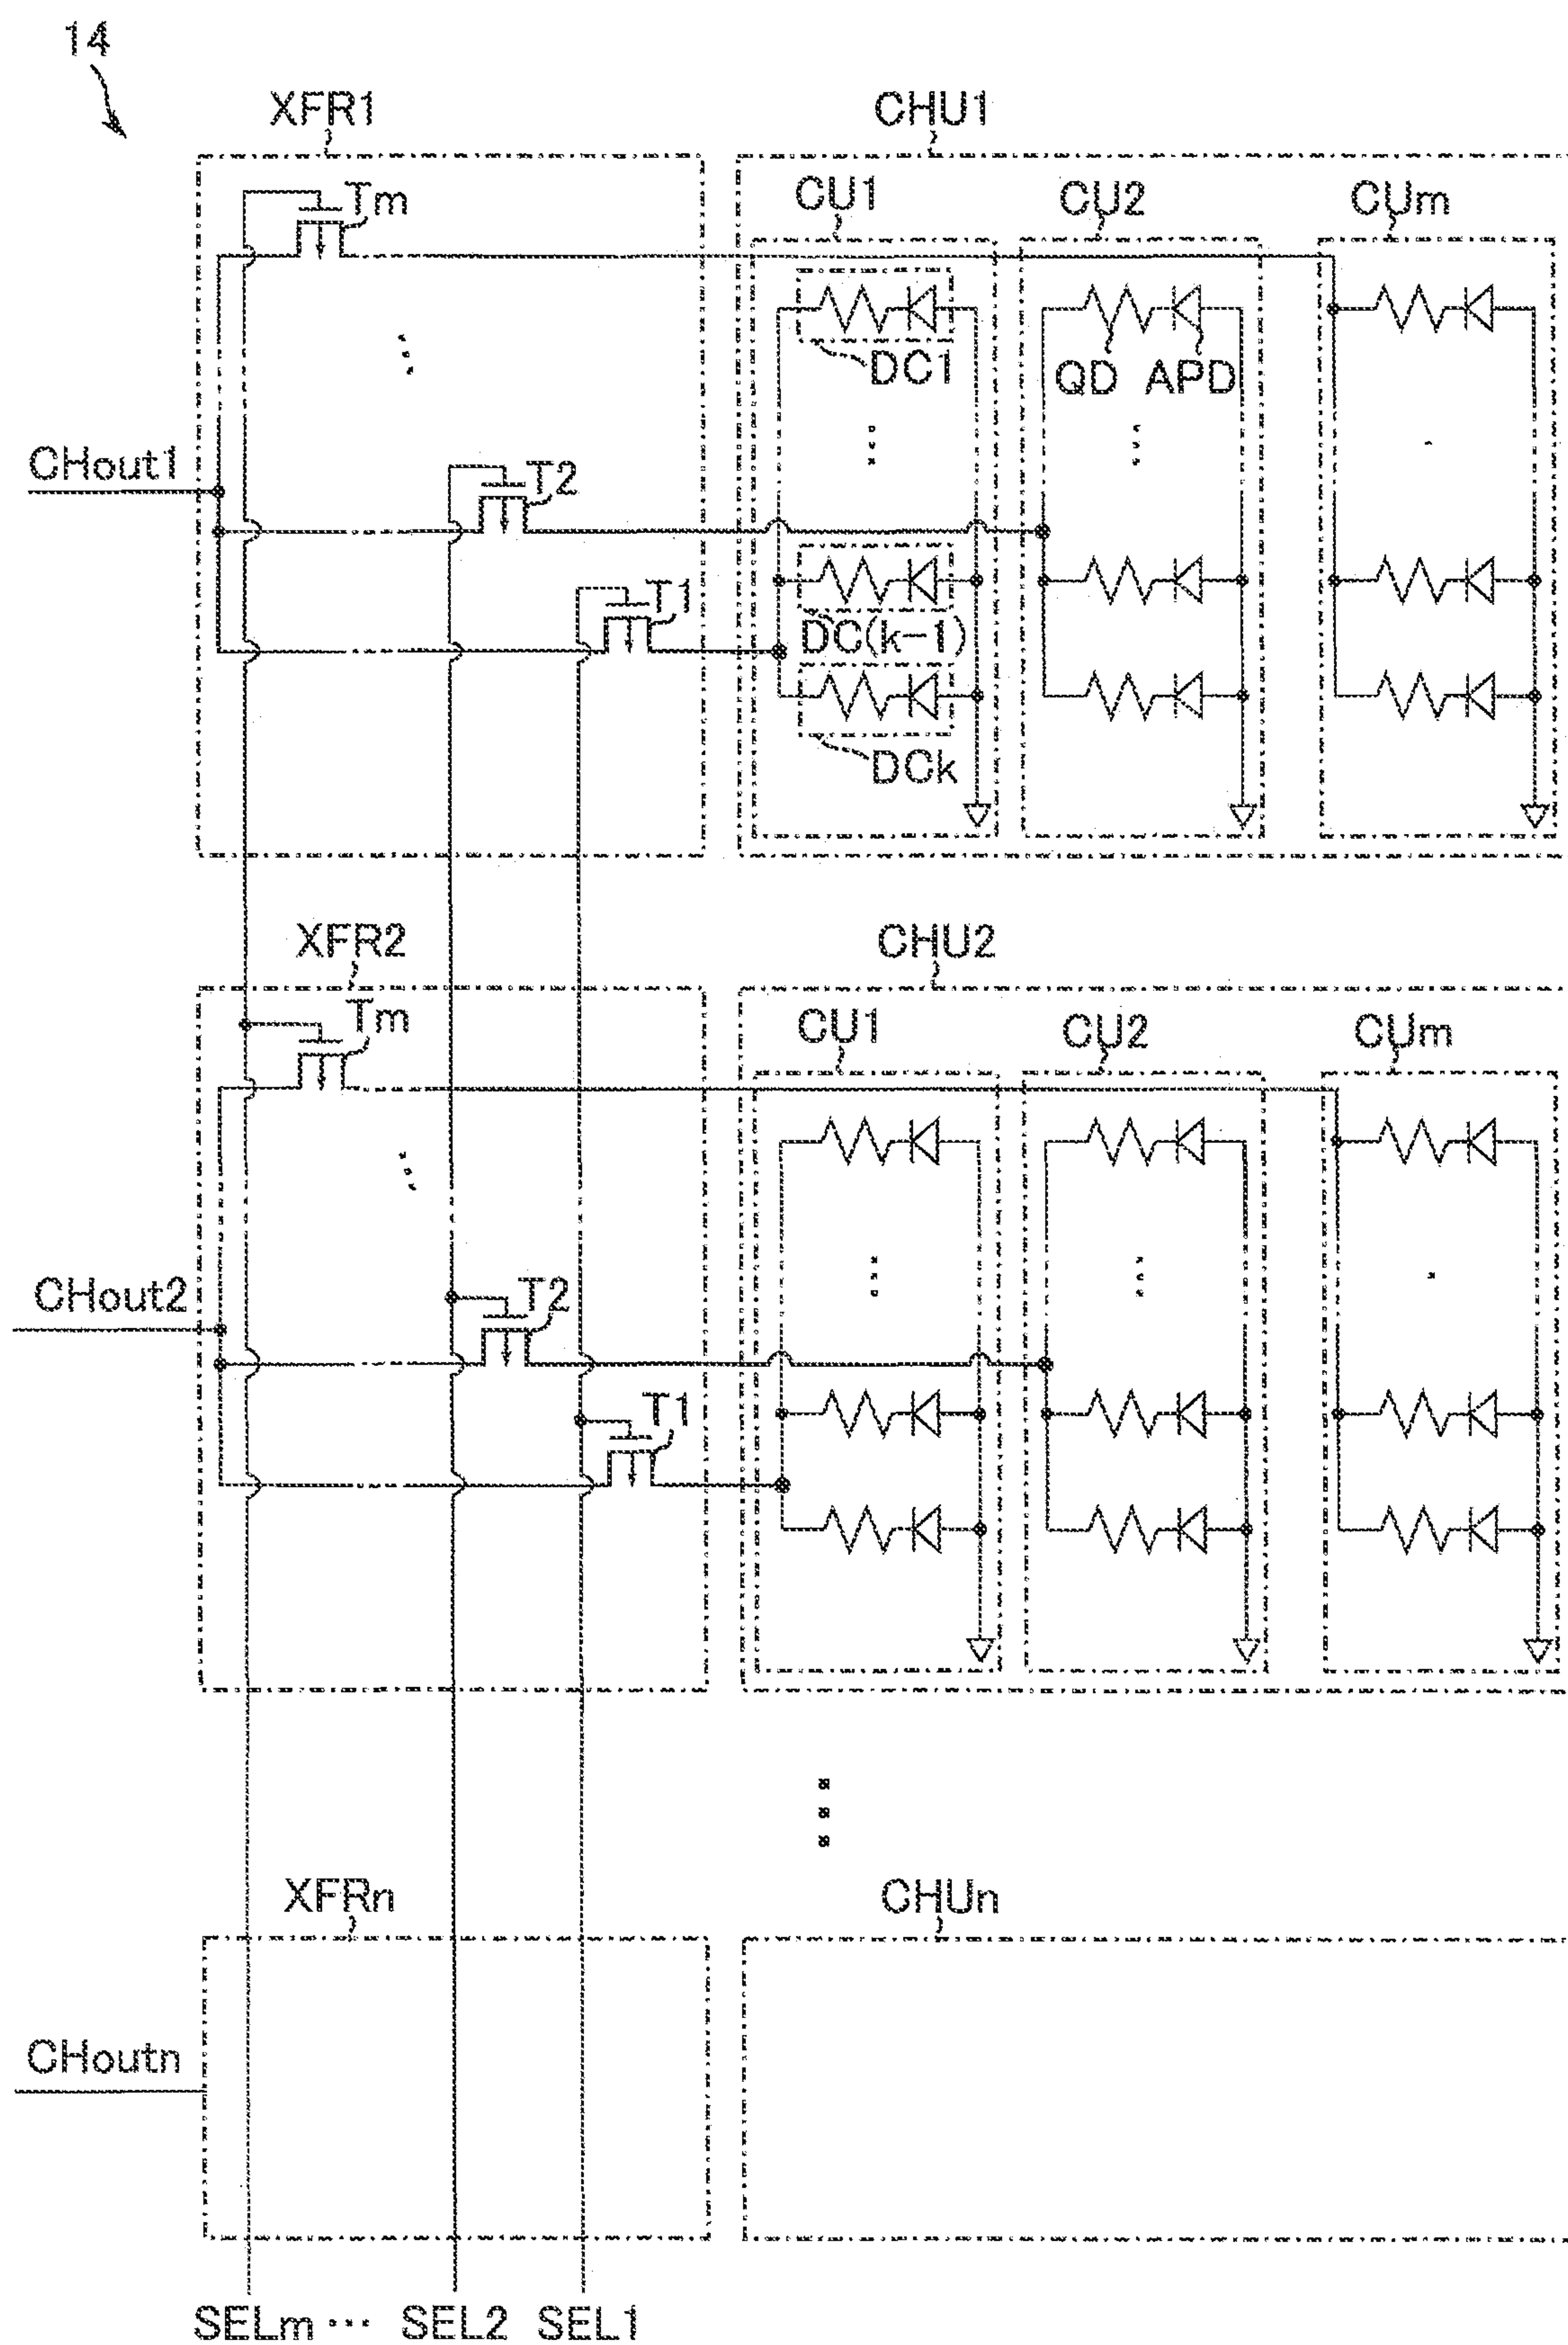 14
XFR1
CHU1
Tm
CU1
CU2
CUm
DC1
QD
APD
CHout1
T2
T1
DC(k-1)
DCk
XFR2
CHU2
Tm
CU1
CU2
CUm
CHout2
T2
T1
XFRn
CHUn
CHoutn
SELm ··· SEL2 SEL1